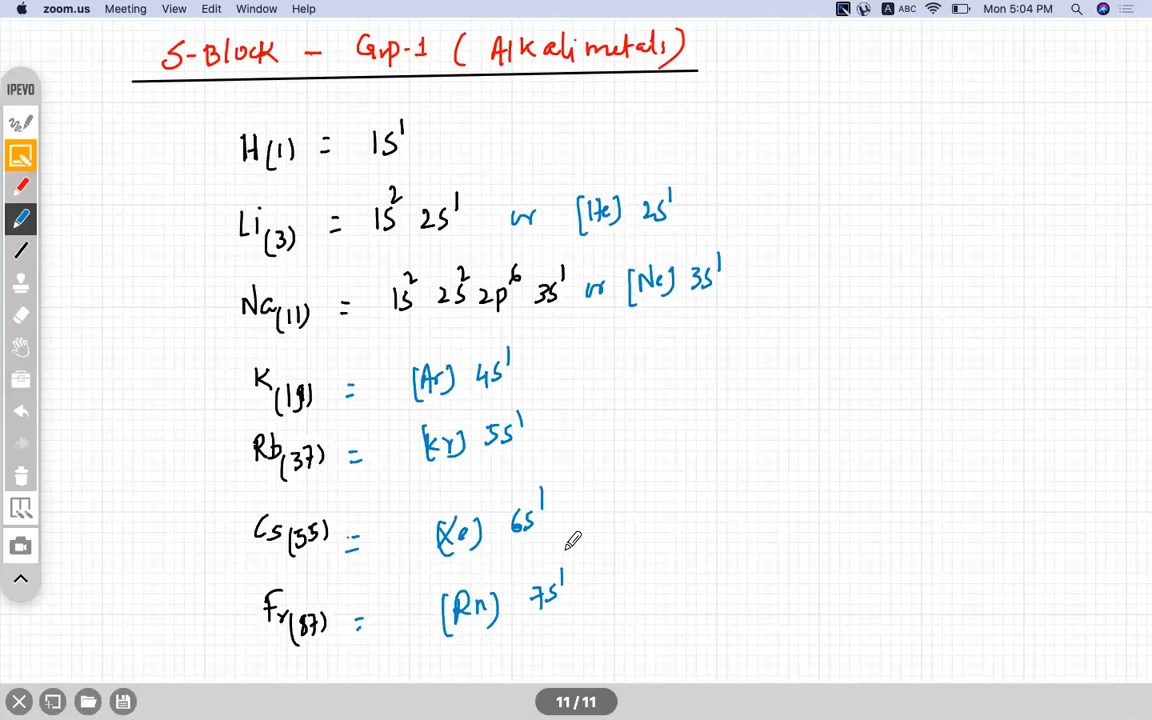 zoom.us Meeting View Edit Window Help ABC Mon 5:04 PM
IPEVO
S-Block - Grp-1 (Alkali metals)
H(1) = 1S¹
Li(3) = 1S² 2S¹ or [He] 2S¹
Na(11) = 1S² 2S² 2p⁶ 3S¹ or [Ne] 3S¹
K(19) = [Ar] 4S¹
Rb(37) = [Kr] 5S¹
Cs(55) = [Xe] 6S¹
Fr(87) = [Rn] 7S¹
11/11